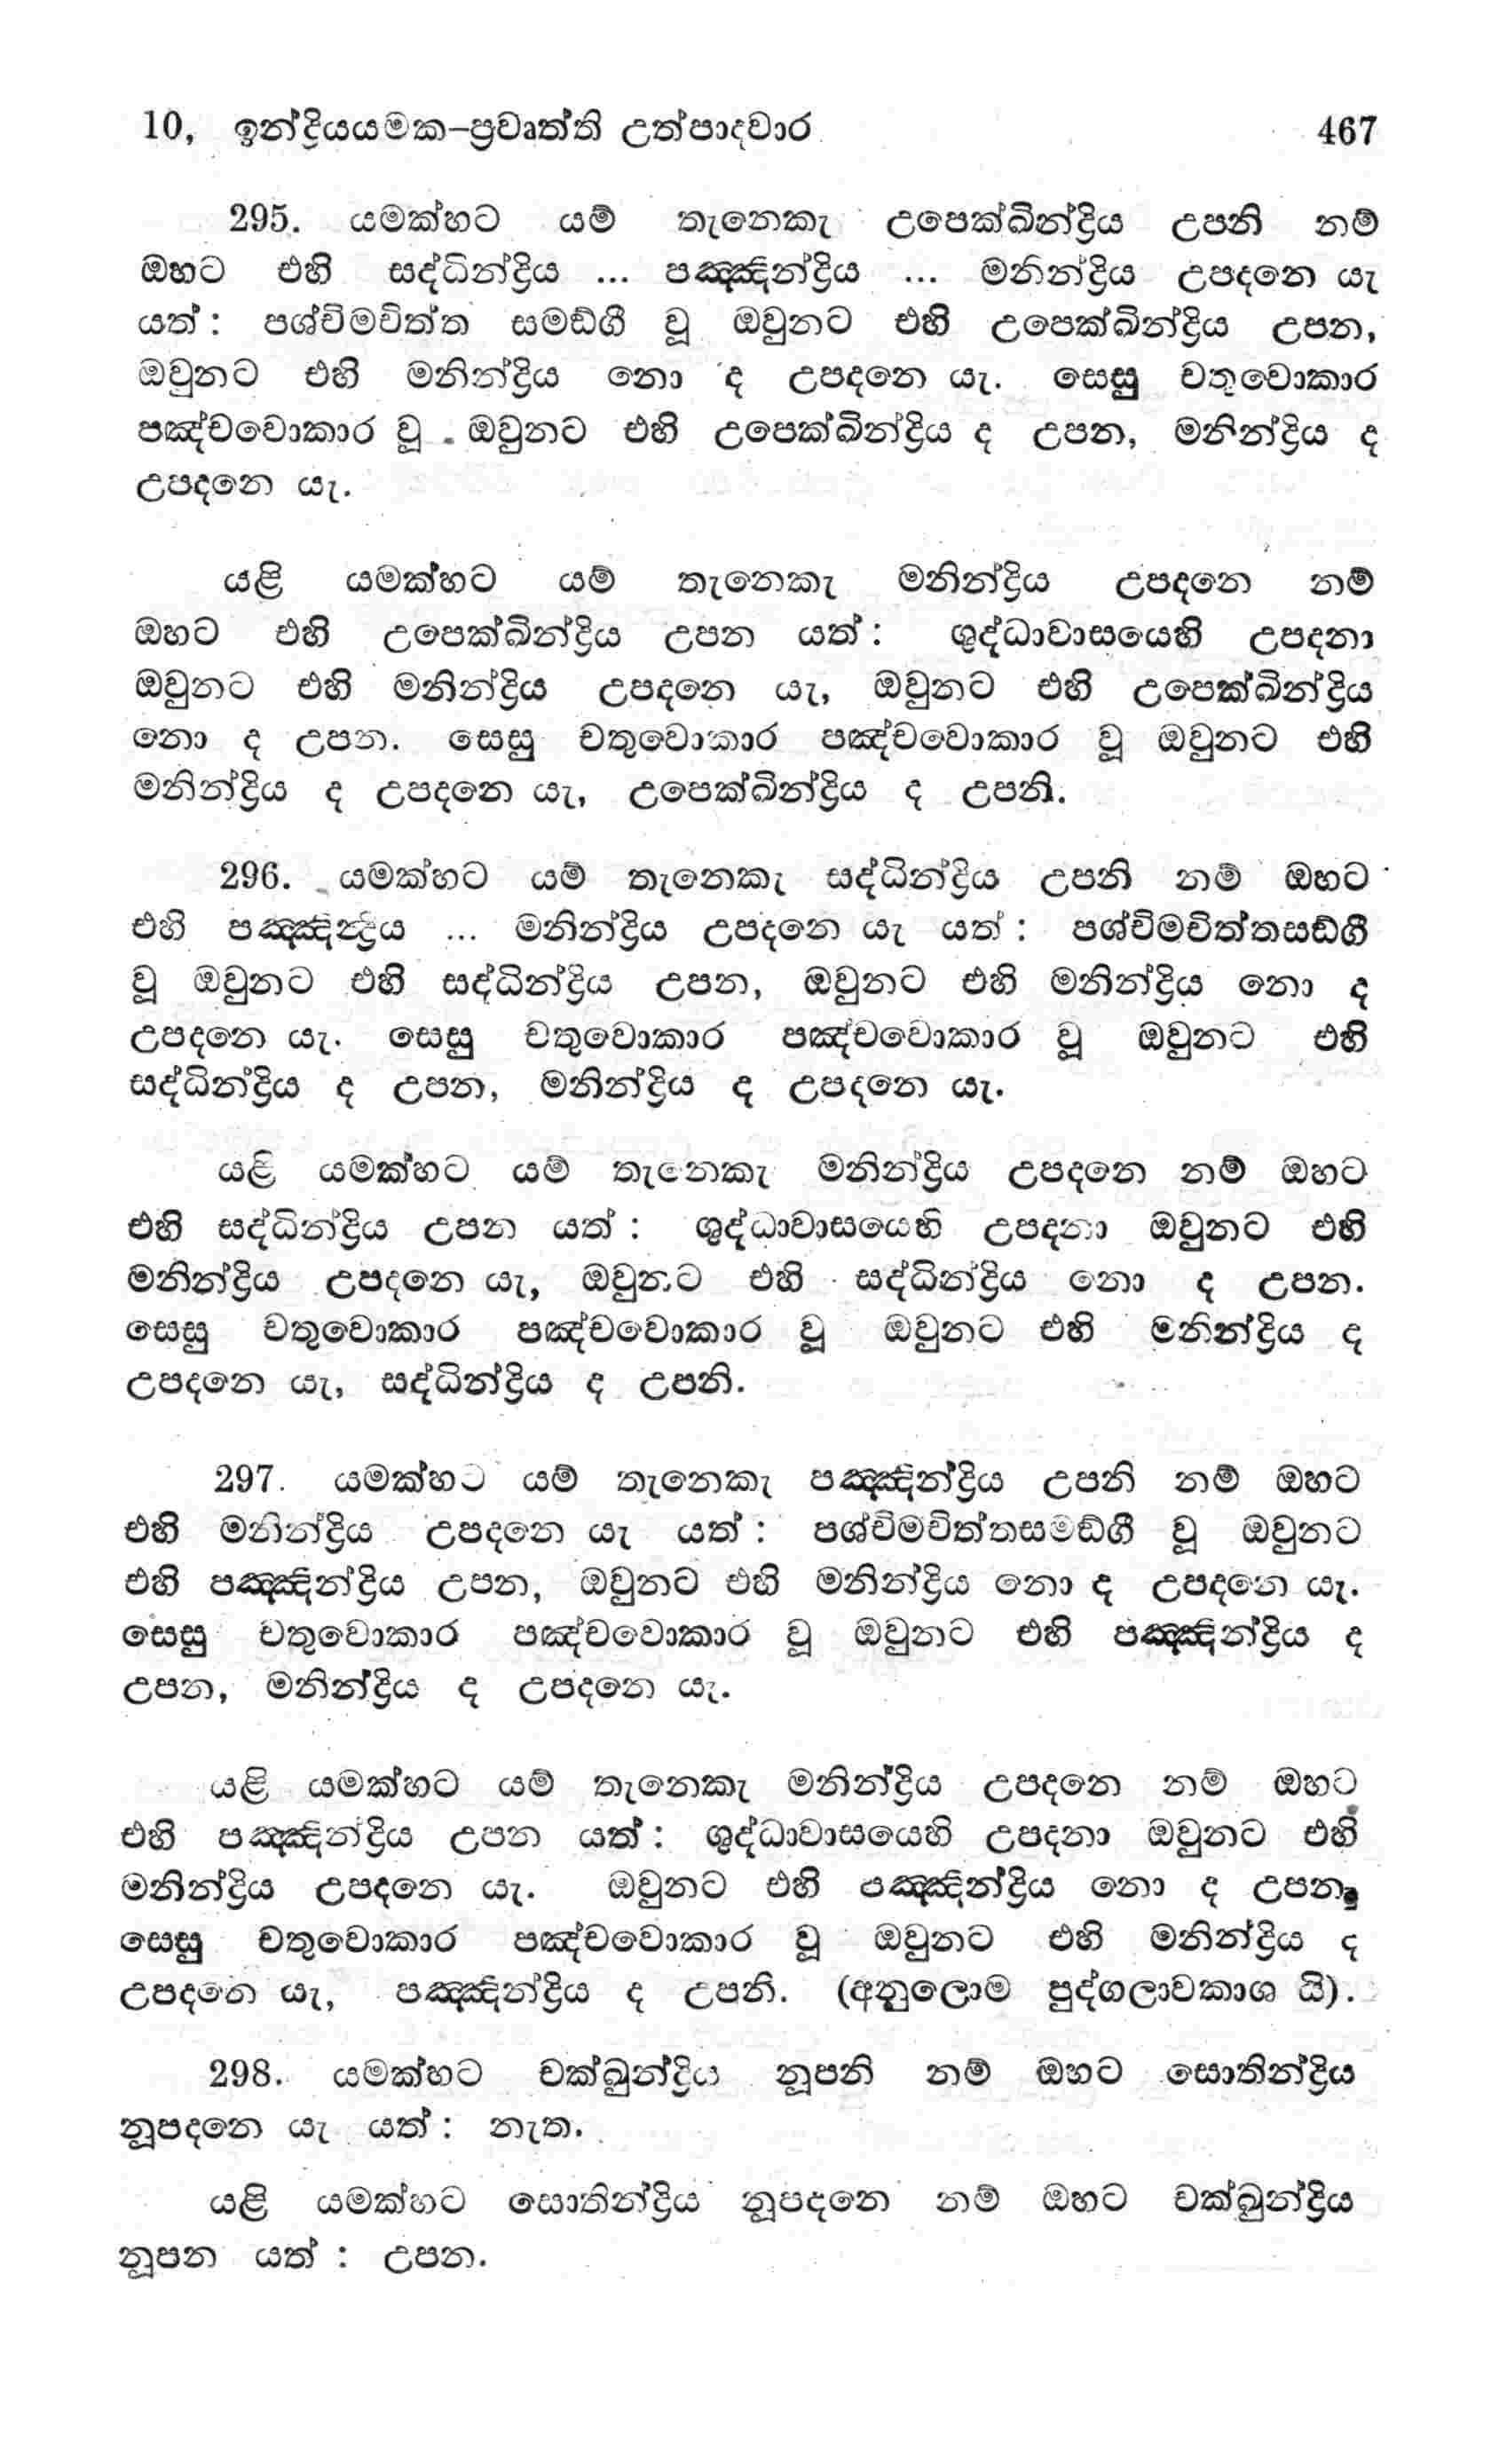 10, ඉන්ද්‍රියයමක–ප්‍රවෘත්ති උත්පාදවාර 467
295. යමක්හට යම් තැනෙකැ උපෙක්ඛින්ද්‍රිය උපනි නම්
ඔහට එහි සද්ධින්ද්‍රිය ... පඤ්ඤින්ද්‍රිය ... මනින්ද්‍රිය උපදනෙ යැ
යත් : පශ්චිමචිත්ත සමඞ්ගී වූ ඔවුනට එහි උපෙක්ඛින්ද්‍රිය උපන,
ඔවුනට එහි මනින්ද්‍රිය නො ද උපදනෙ යැ. සෙසු චතුවොකාර
පඤ්චවොකාර වූ ඔවුනට එහි උපෙක්ඛින්ද්‍රිය ද උපන, මනින්ද්‍රිය ද
උපදනෙ යැ.
යළි යමක්හට යම් තැනෙකැ මනින්ද්‍රිය උපදනෙ නම්
ඔහට එහි උපෙක්ඛින්ද්‍රිය උපන යත් : ශුද්ධාවාසයෙහි උපදනා
ඔවුනට එහි මනින්ද්‍රිය උපදනෙ යැ, ඔවුනට එහි උපෙක්ඛින්ද්‍රිය
නො ද උපන. සෙසු චතුවොකාර පඤ්චවොකාර වූ ඔවුනට එහි
මනින්ද්‍රිය ද උපදනෙ යැ, උපෙක්ඛින්ද්‍රිය ද උපනි.
296. යමක්හට යම් තැනෙකැ සද්ධින්ද්‍රිය උපනි නම් ඔහට
එහි පඤ්ඤින්ද්‍රිය ... මනින්ද්‍රිය උපදනෙ යැ යත් : පශ්චිමචිත්තසඞ්ගී
වූ ඔවුනට එහි සද්ධින්ද්‍රිය උපන, ඔවුනට එහි මනින්ද්‍රිය නො ද
උපදනෙ යැ. සෙසු චතුවොකාර පඤ්චවොකාර වූ ඔවුනට එහි
සද්ධින්ද්‍රිය ද උපන, මනින්ද්‍රිය ද උපදනෙ යැ.
යළි යමක්හට යම් තැනෙකැ මනින්ද්‍රිය උපදනෙ නම් ඔහට
එහි සද්ධින්ද්‍රිය උපන යත් : ශුද්ධාවාසයෙහි උපදනා ඔවුනට එහි
මනින්ද්‍රිය උපදනෙ යැ, ඔවුනට එහි සද්ධින්ද්‍රිය නො ද උපන.
සෙසු චතුවොකාර පඤ්චවොකාර වූ ඔවුනට එහි මනින්ද්‍රිය ද
උපදනෙ යැ, සද්ධින්ද්‍රිය ද උපනි.
297. යමක්හට යම් තැනෙකැ පඤ්ඤින්ද්‍රිය උපනි නම් ඔහට
එහි මනින්ද්‍රිය උපදනෙ යැ යත් : පශ්චිමචිත්තසමඞ්ගී වූ ඔවුනට
එහි පඤ්ඤින්ද්‍රිය උපන, ඔවුනට එහි මනින්ද්‍රිය නො ද උපදනෙ යැ.
සෙසු චතුවොකාර පඤ්චවොකාර වූ ඔවුනට එහි පඤ්ඤින්ද්‍රිය ද
උපන, මනින්ද්‍රිය ද උපදනෙ යැ.
යළි යමක්හට යම් තැනෙකැ මනින්ද්‍රිය උපදනෙ නම් ඔහට
එහි පඤ්ඤින්ද්‍රිය උපන යත් : ශුද්ධාවාසයෙහි උපදනා ඔවුනට එහි
මනින්ද්‍රිය උපදනෙ යැ. ඔවුනට එහි පඤ්ඤින්ද්‍රිය නො ද උපන,
සෙසු චතුවොකාර පඤ්චවොකාර වූ ඔවුනට එහි මනින්ද්‍රිය ද
උපදනෙ යැ, පඤ්ඤින්ද්‍රිය ද උපනි. (අනුලොම පුද්ගලාවකාශ යි).
298. යමක්හට චක්ඛුන්ද්‍රිය නූපනි නම් ඔහට සොතින්ද්‍රිය
නූපදනෙ යැ යත් : නැත.
යළි යමක්හට සොතින්ද්‍රිය නූපදනෙ නම් ඔහට චක්ඛුන්ද්‍රිය
නූපන යත් : උපන.